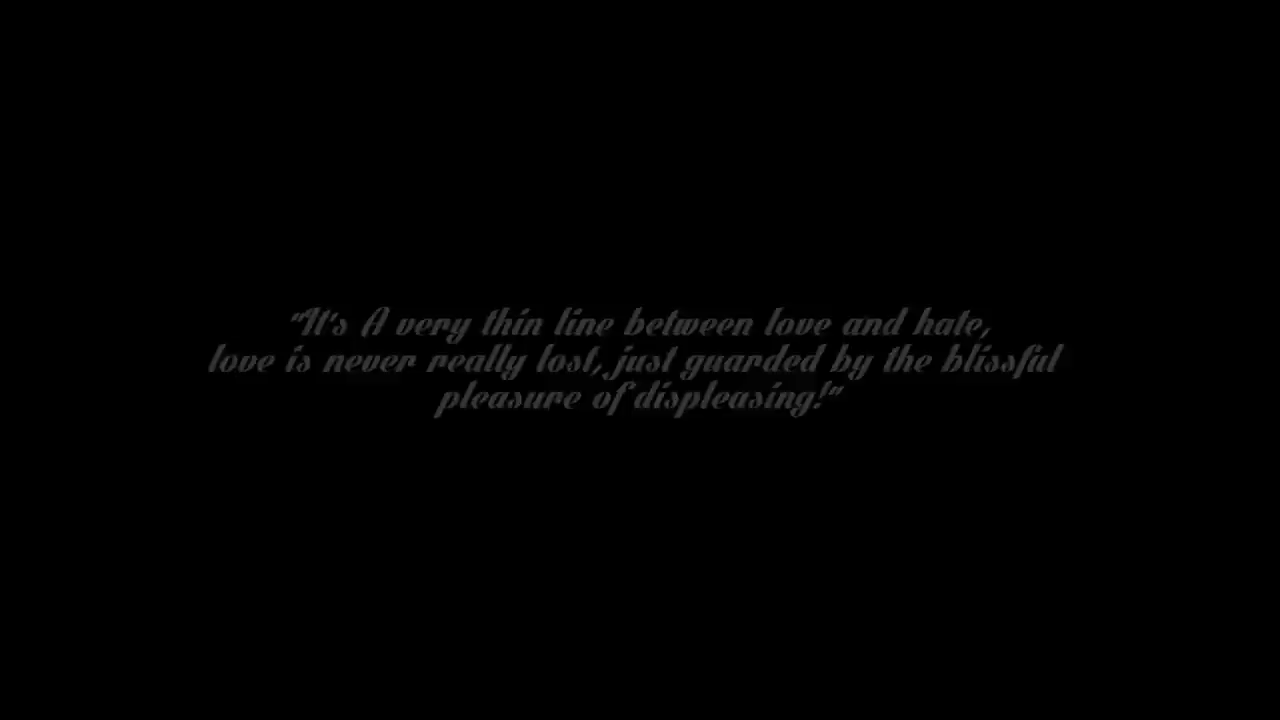 "It's A very thin line between love and hate,
love is never really lost, just guarded by the blissful
pleasure of displeasing!"